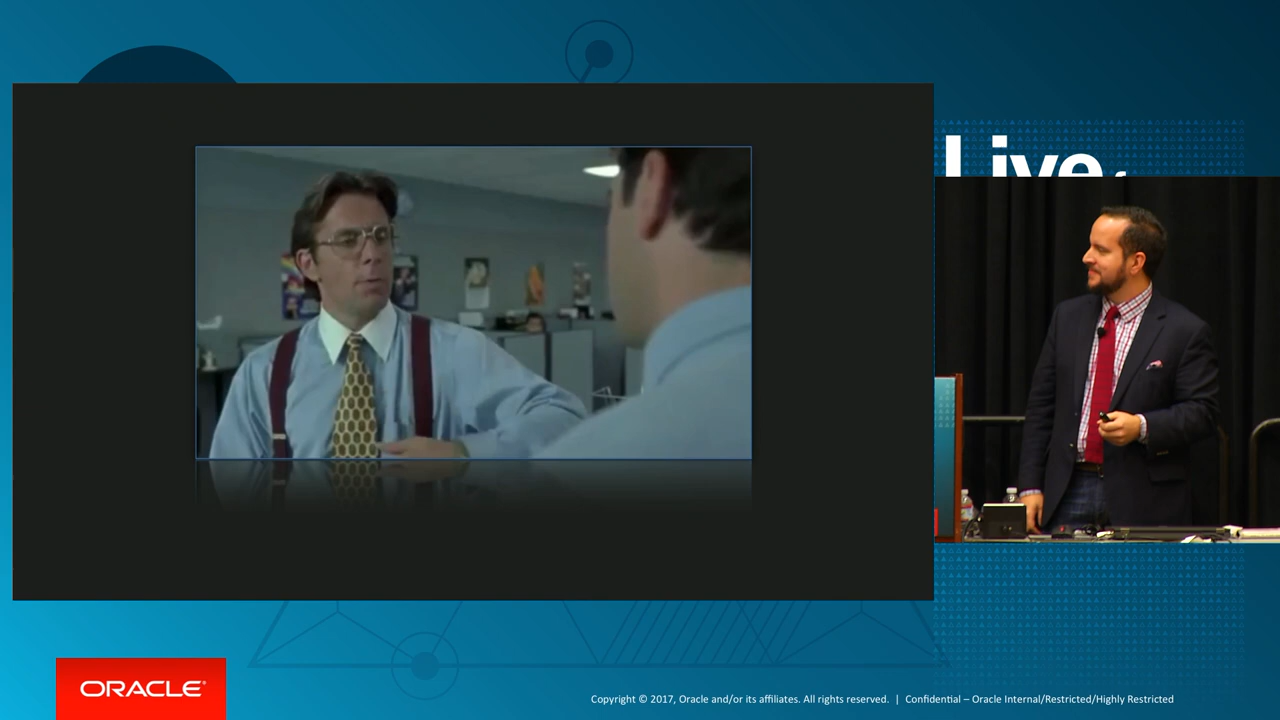 Live
ORACLE®
Copyright © 2017, Oracle and/or its affiliates. All rights reserved. | Confidential – Oracle Internal/Restricted/Highly Restricted